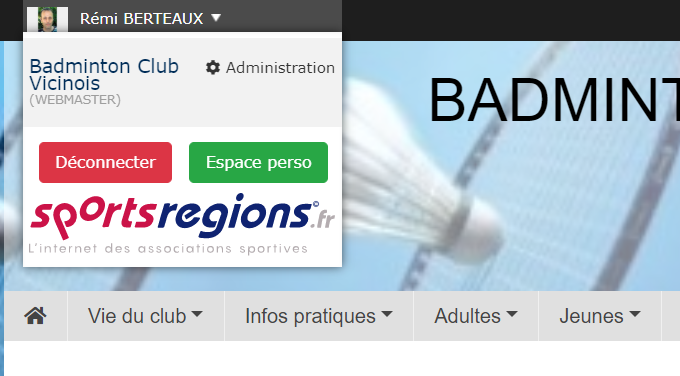 Rémi BERTEAUX
Badminton Club
Vicinois
(WEBMASTER)
Administration
Déconnecter
Espace perso
sportsregions.fr
L'internet des associations sportives
BADMINT
Vie du club
Infos pratiques
Adultes
Jeunes